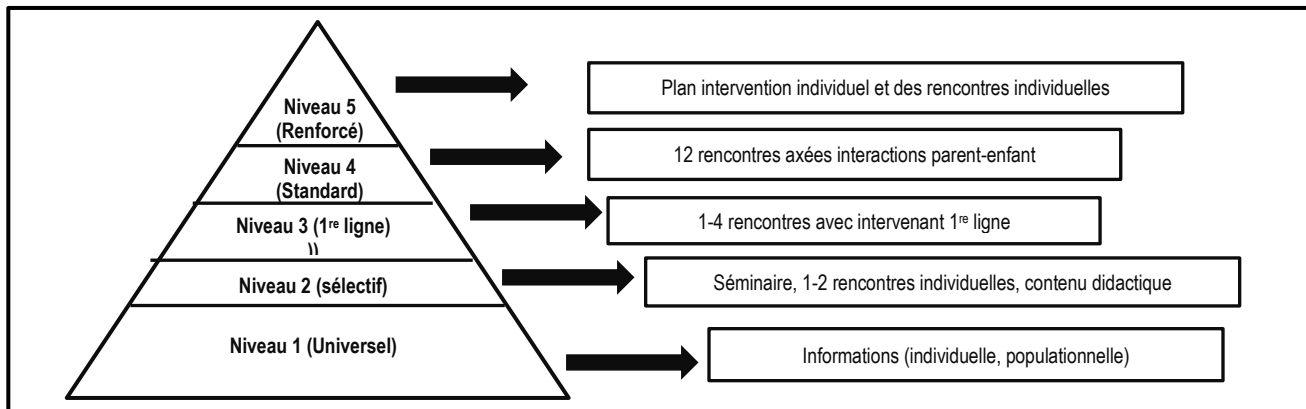 Niveau 5
(Renforcé)
Plan intervention individuel et des rencontres individuelles
Niveau 4
(Standard)
12 rencontres axées interactions parent-enfant
Niveau 3 (1re ligne)
))
1-4 rencontres avec intervenant 1re ligne
Niveau 2 (sélectif)
Séminaire, 1-2 rencontres individuelles, contenu didactique
Niveau 1 (Universel)
Informations (individuelle, populationnelle)